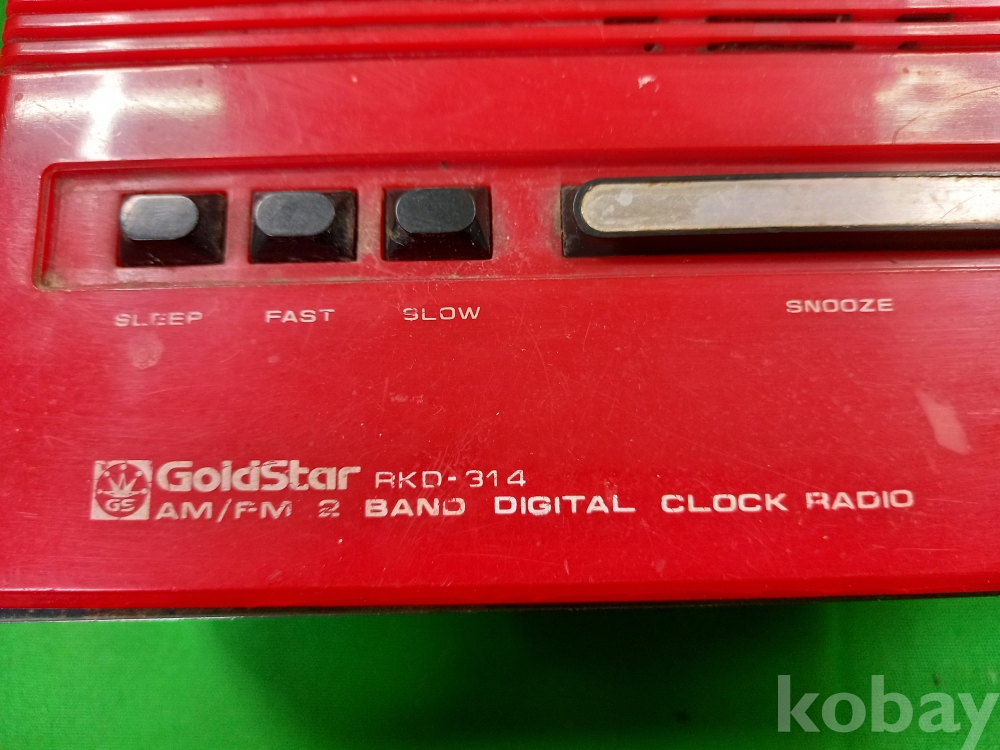 SLEEP FAST SLOW SNOOZE
GS GoldStar RKD-314
AM/FM 2 BAND DIGITAL CLOCK RADIO
kobay